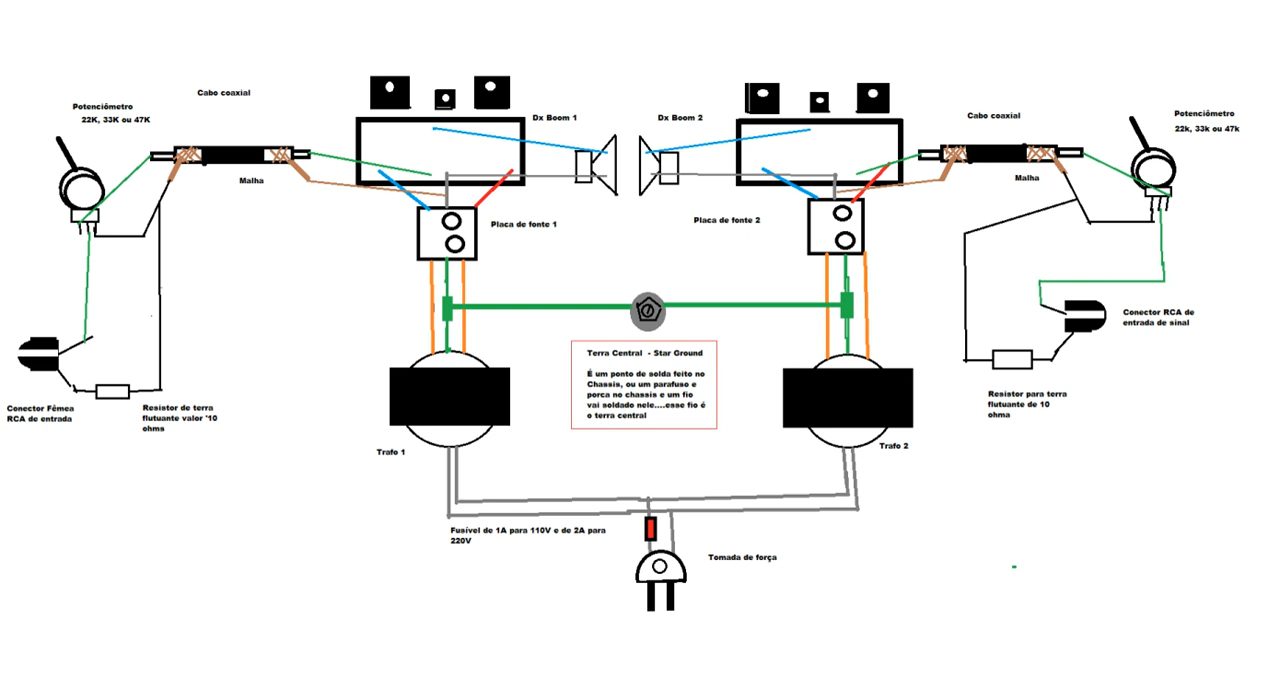 Cabo coaxial
Potenciômetro
22K, 33K ou 47K
Malha
Dx Boom 1
Dx Boom 2
Cabo coaxial
Potenciômetro
22k, 33k ou 47k
Malha
Placa de fonte 1
Placa de fonte 2
Conector RCA de
entrada de sinal
Terra Central - Star Ground
É um ponto de solda feito no
Chassis, ou um parafuso e
porca no chassis e um fio
vai soldado nele....esse fio é
o terra central
Conector Fêmea
RCA de entrada
Resistor de terra
flutuante valor '10
ohms
Resistor para terra
flutuante de 10
ohma
Trafo 1
Trafo 2
Fusível de 1A para 110V e de 2A para
220V
Tomada de força